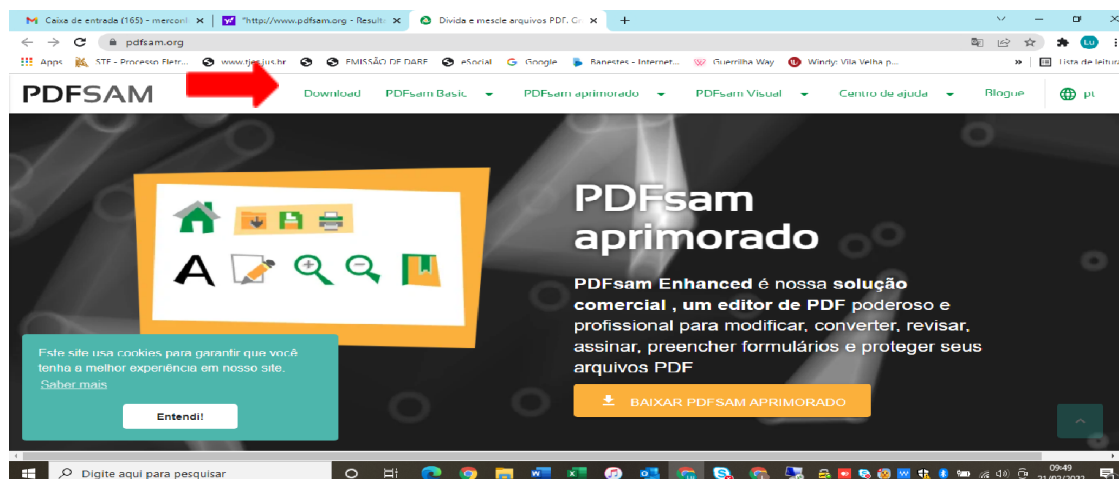 Caixa de entrada (165) - merconi
"http://www.pdfsam.org - Result
Divida e mescle arquivos PDF. Gr
pdfsam.org
Apps
STF - Processo Eletr...
www.tjes.jus.br
EMISSÃO DE DARE
eSocial
Google
Banestes - Internet...
Guerrilha Way
Windy: Vila Velha p...
»
Lista de leitura
PDFSAM
Download
PDFsam Basic
PDFsam aprimorado
PDFsam Visual
Centro de ajuda
Blogue
pt
PDFsam
aprimorado
PDFsam Enhanced é nossa solução
comercial , um editor de PDF poderoso e
profissional para modificar, converter, revisar,
assinar, preencher formulários e proteger seus
arquivos PDF
BAIXAR PDFSAM APRIMORADO
A
Este site usa cookies para garantir que você
tenha a melhor experiência em nosso site.
Saber mais
Entendi!
Digite aqui para pesquisar
09:49